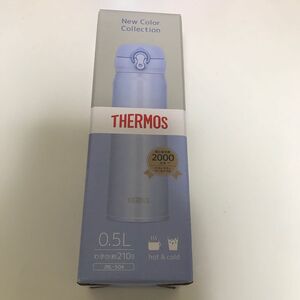 New Color
Collection
THERMOS
2000
THERMOS
0.5L
わずか約210g
JNL-504
hot & cold